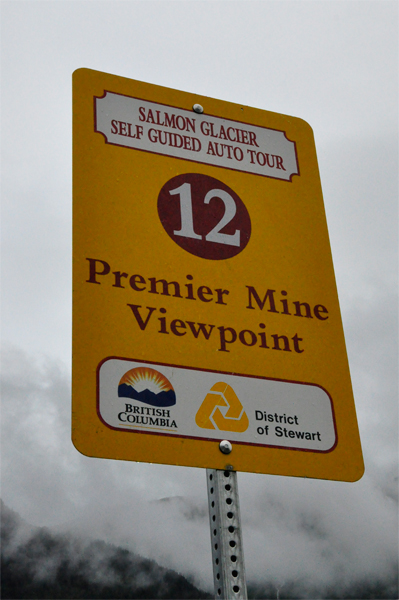 SALMON GLACIER
SELF GUIDED AUTO TOUR
12
Premier Mine
Viewpoint
BRITISH
COLUMBIA
District
of Stewart